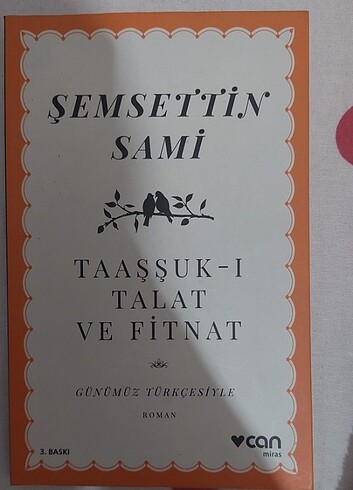 ŞEMSETTİN
SAMİ
TAAŞŞUK-I
TALAT
VE FİTNAT
GÜNÜMÜZ TÜRKÇESİYLE
ROMAN
3. BASKI
can
miras